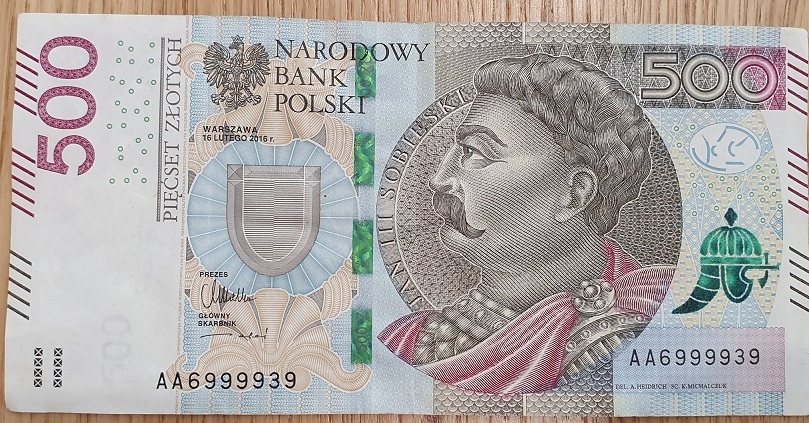 500
PIĘĆSET ZŁOTYCH
NARODOWY
BANK
POLSKI
WARSZAWA
16 LUTEGO 2016 r.
PREZES
GŁÓWNY
SKARBNIK
AA6999939
JAN III SOBIESKI
500
AA6999939
DEL. A. HEIDRICH SC. K. MICHALCZUK